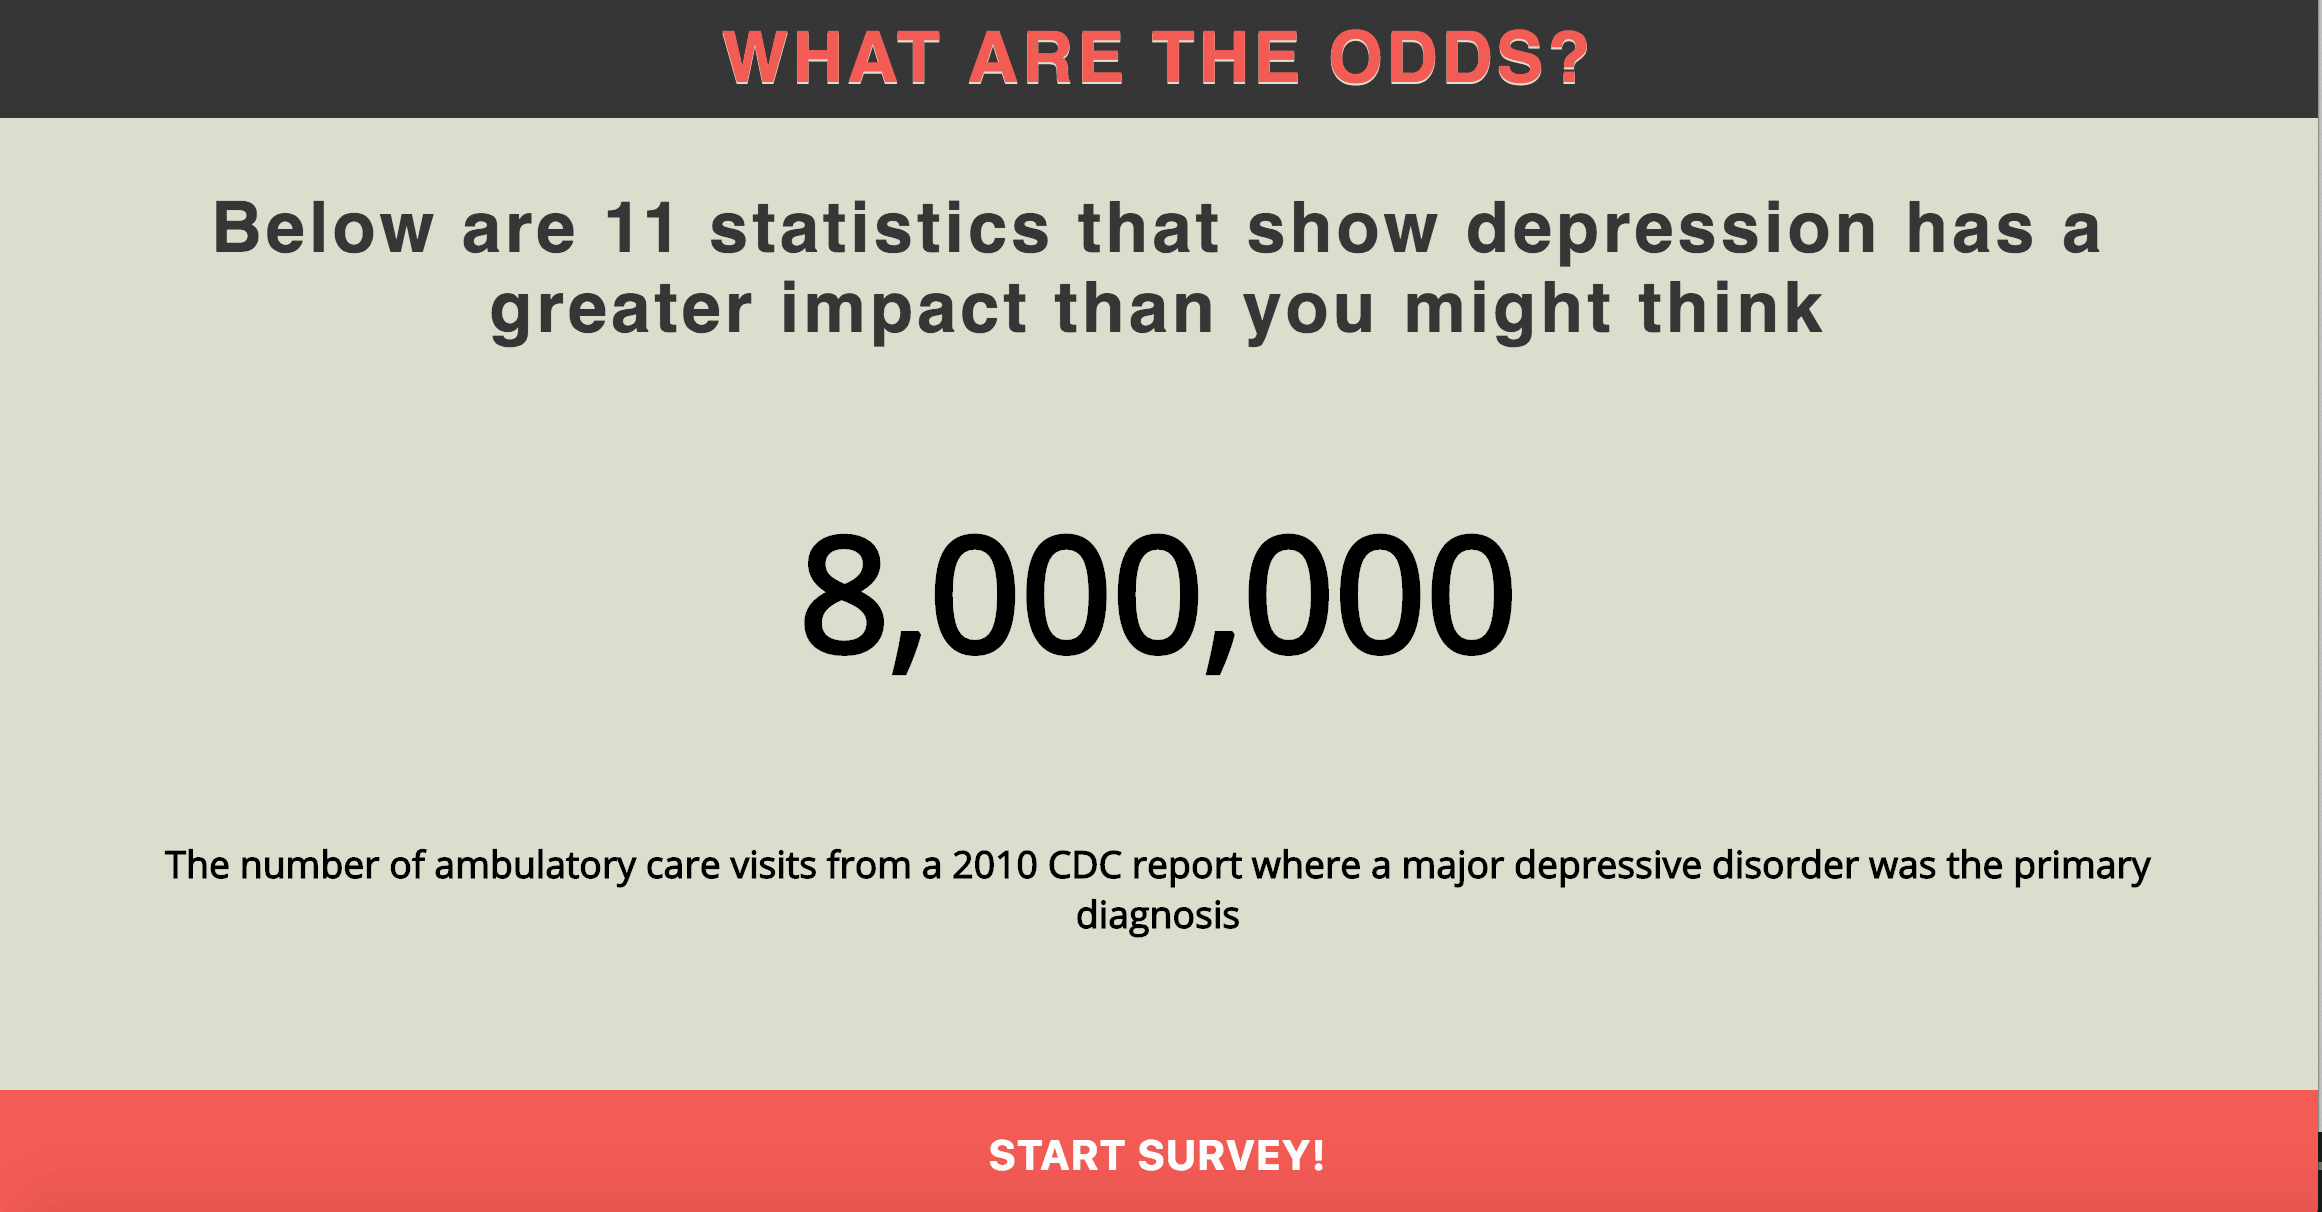 WHAT ARE THE ODDS?
Below are 11 statistics that show depression has a
greater impact than you might think
8,000,000
The number of ambulatory care visits from a 2010 CDC report where a major depressive disorder was the primary
diagnosis
START SURVEY!